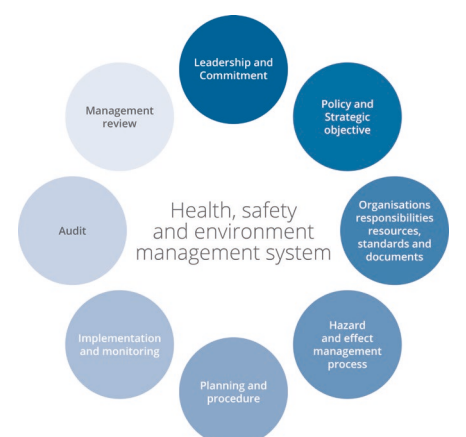 Leadership and
Commitment
Policy and
Strategic
objective
Organisations
responsibilities
resources,
standards and
documents
Hazard
and effect
management
process
Planning and
procedure
Implementation
and monitoring
Audit
Management
review
Health, safety
and environment
management system